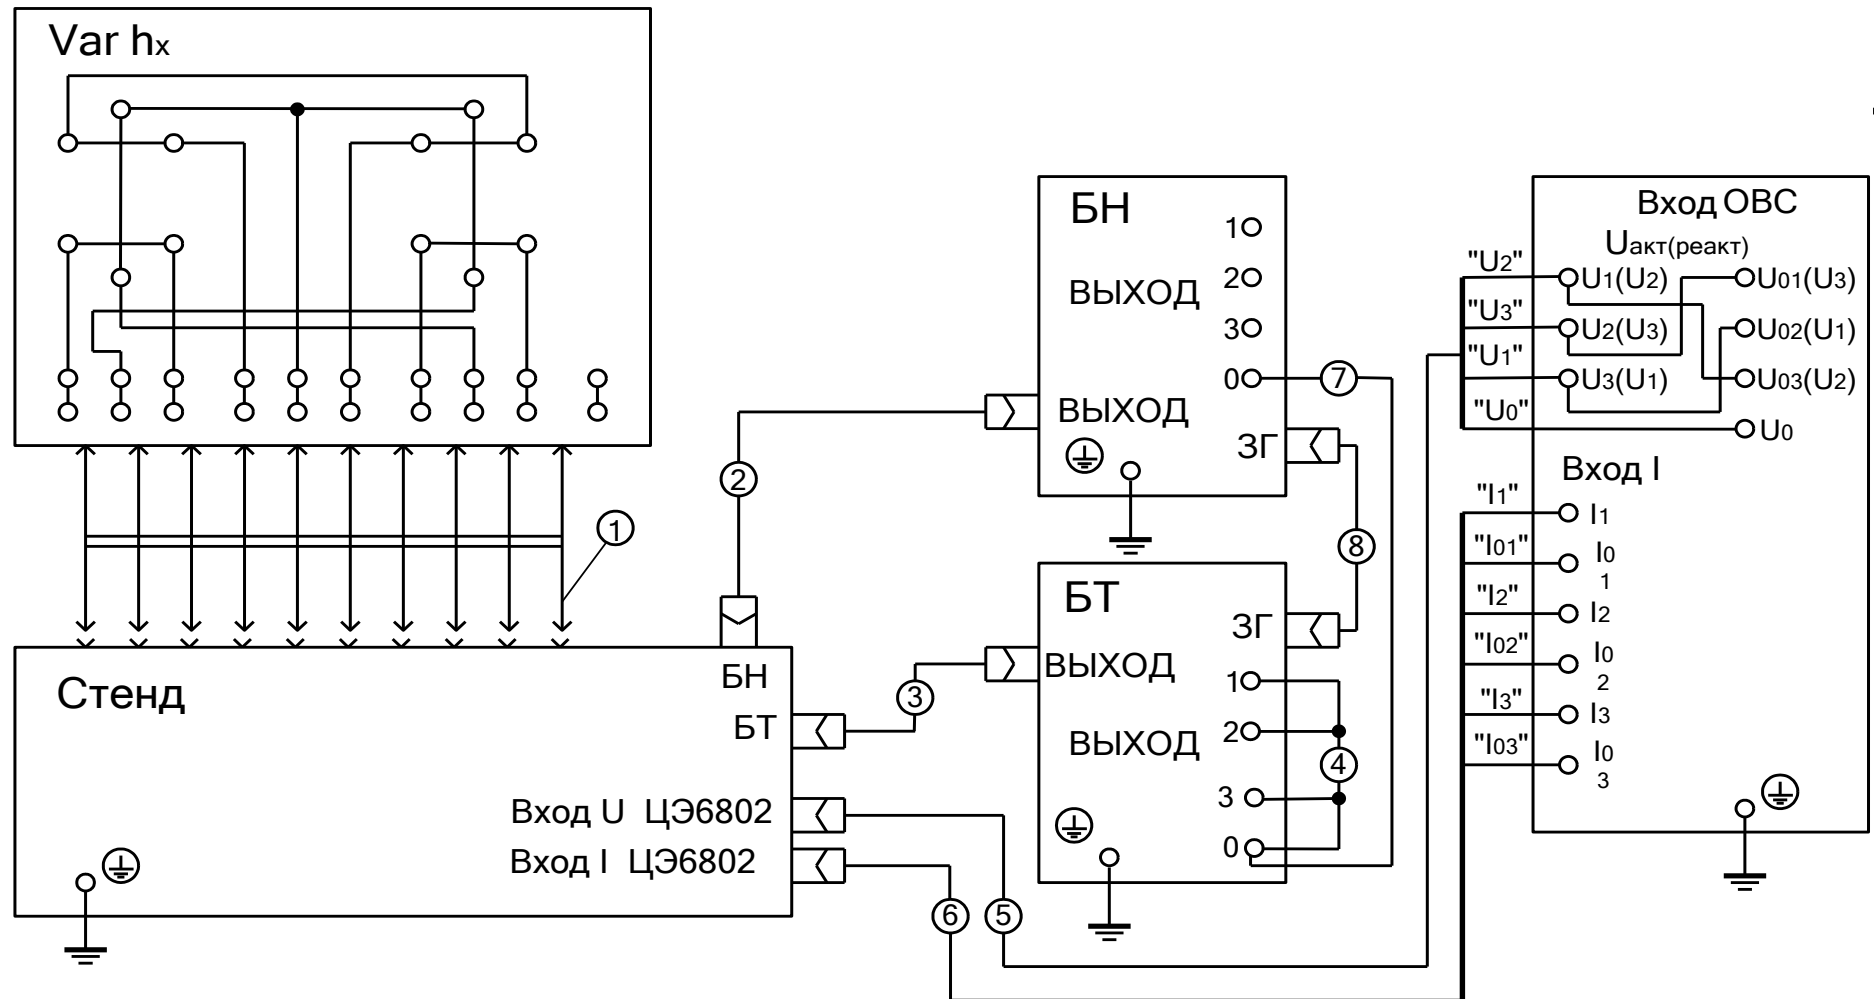 Var hx
1
Стенд
БН
БТ
Вход U ЦЭ6802
Вход I ЦЭ6802
2
3
6
5
БН
1
2
ВЫХОД
3
0
7
ВЫХОД
ЗГ
8
БТ
ЗГ
ВЫХОД
1
2
ВЫХОД
4
3
0
Вход ОВС
Uакт(реакт)
"U2"
U1(U2)
U01(U3)
"U3"
U2(U3)
U02(U1)
"U1"
U3(U1)
U03(U2)
"U0"
U0
Вход I
"I1"
I1
"I01"
I0
1
"I2"
I2
"I02"
I0
2
"I3"
I3
"I03"
I0
3